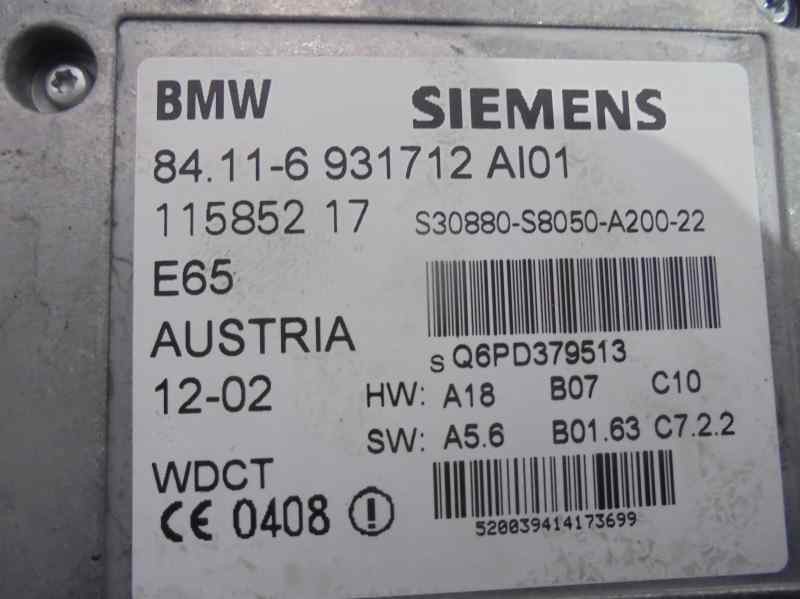 BMW SIEMENS
84.11-6 931712 AI01
115852 17 S30880-S8050-A200-22
E65
AUSTRIA
S Q6PD379513
12-02 HW: A18 B07 C10
SW: A5.6 B01.63 C7.2.2
WDCT
CE 0408
520039414173699